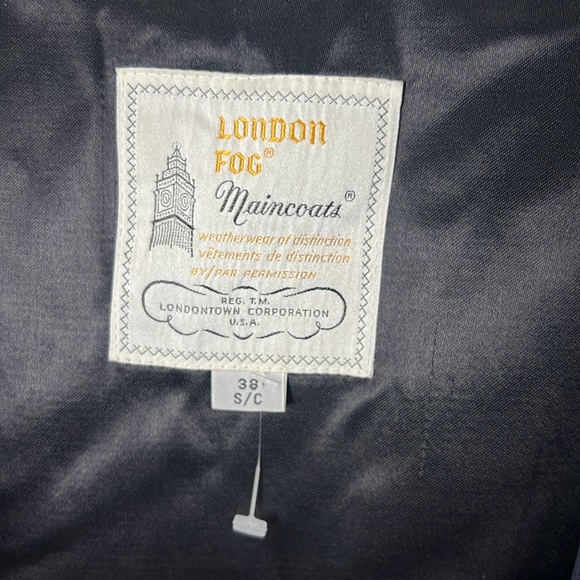 LONDON
FOG®
Maincoats®
weatherwear of distinction
vêtements de distinction
BY/PAR PERMISSION
REG. T.M.
LONDONTOWN CORPORATION
U.S.A.
38
S/C